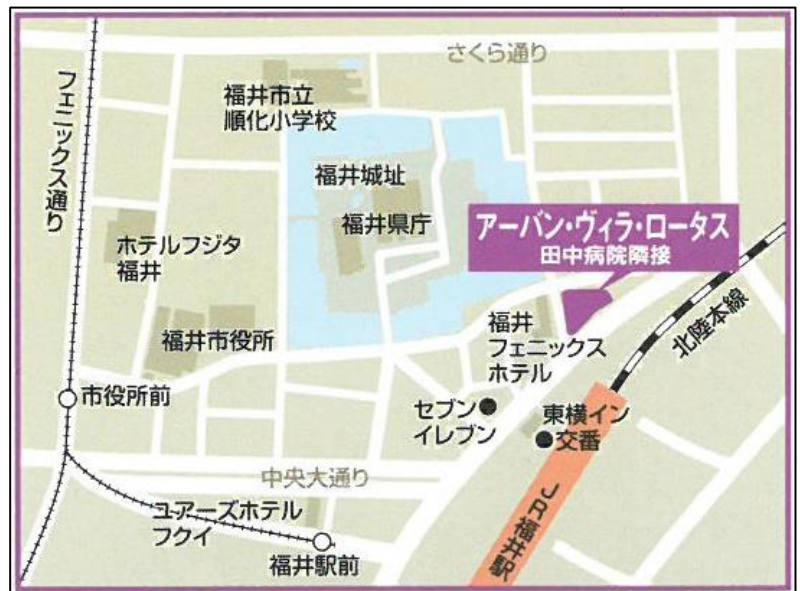 さくら通り
フェニックス通り
福井市立
順化小学校
福井城址
福井県庁
アーバン・ヴィラ・ロータス
田中病院隣接
ホテルフジタ
福井
北陸本線
福井市役所
福井
フェニックス
ホテル
市役所前
セブン
イレブン
東横イン
交番
中央大通り
ユアーズホテル
フクイ
JR福井駅
福井駅前